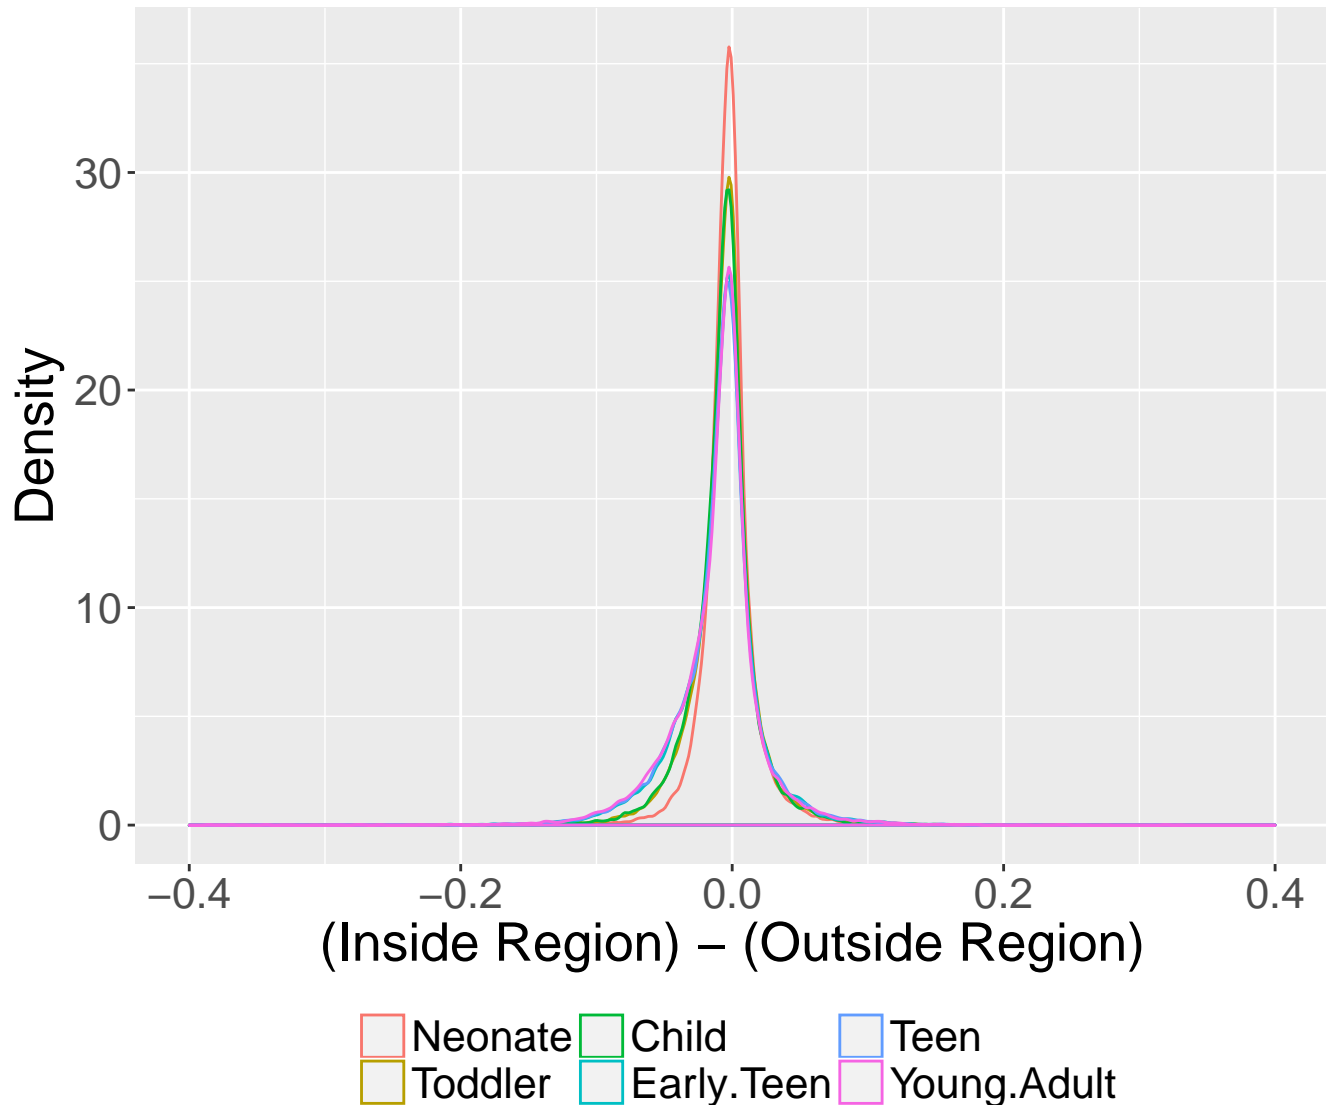 Density
30
20
10
0
−0.4 −0.2 0.0 0.2 0.4
(Inside Region) − (Outside Region)
Neonate Child Teen
Toddler Early.Teen Young.Adult